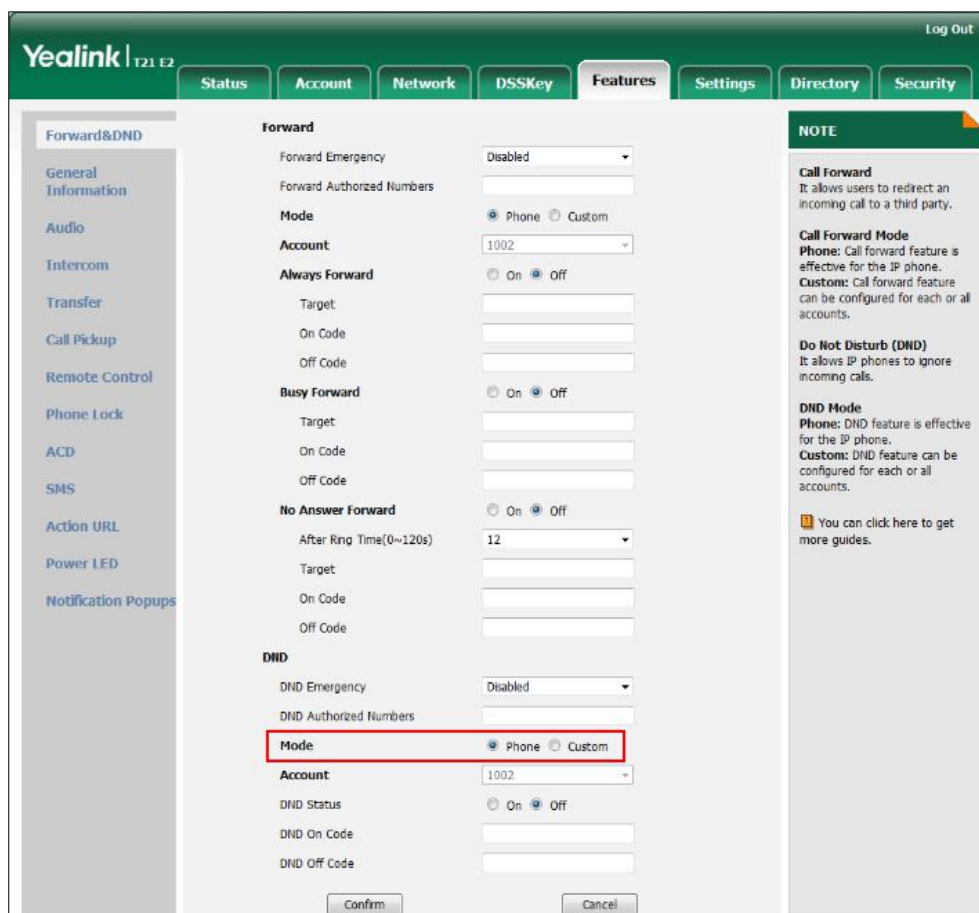 Log Out
Yealink T21 E2
Status Account Network DSSKey Features Settings Directory Security
Forward&DND
General
Information
Audio
Intercom
Transfer
Call Pickup
Remote Control
Phone Lock
ACD
SMS
Action URL
Power LED
Notification Popups
Forward
Forward Emergency Disabled
Forward Authorized Numbers
Mode Phone Custom
Account 1002
Always Forward On Off
Target
On Code
Off Code
Busy Forward On Off
Target
On Code
Off Code
No Answer Forward On Off
After Ring Time(0~120s) 12
Target
On Code
Off Code
DND
DND Emergency Disabled
DND Authorized Numbers
Mode Phone Custom
Account 1002
DND Status On Off
DND On Code
DND Off Code
Confirm Cancel
NOTE
Call Forward
It allows users to redirect an
incoming call to a third party.
Call Forward Mode
Phone: Call forward feature is
effective for the IP phone.
Custom: Call forward feature
can be configured for each or all
accounts.
Do Not Disturb (DND)
It allows IP phones to ignore
incoming calls.
DND Mode
Phone: DND feature is effective
for the IP phone.
Custom: DND feature can be
configured for each or all
accounts.
You can click here to get
more guides.